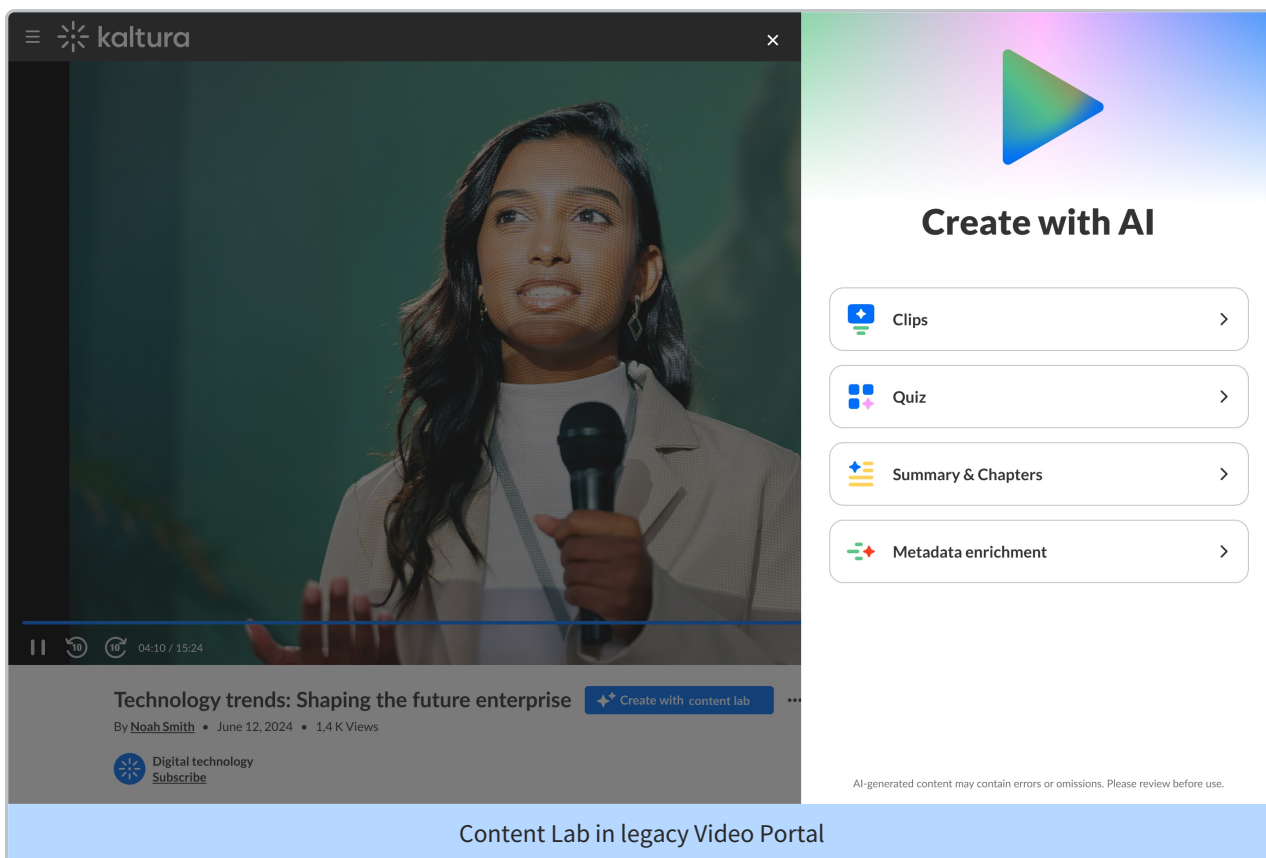 kaltura
Create with AI
Clips
Quiz
Summary & Chapters
Metadata enrichment
10 10 04:10 / 15:24
Technology trends: Shaping the future enterprise Create with content lab
By Noah Smith • June 12, 2024 • 1,4 K Views
Digital technology
Subscribe
AI-generated content may contain errors or omissions. Please review before use.
Content Lab in legacy Video Portal